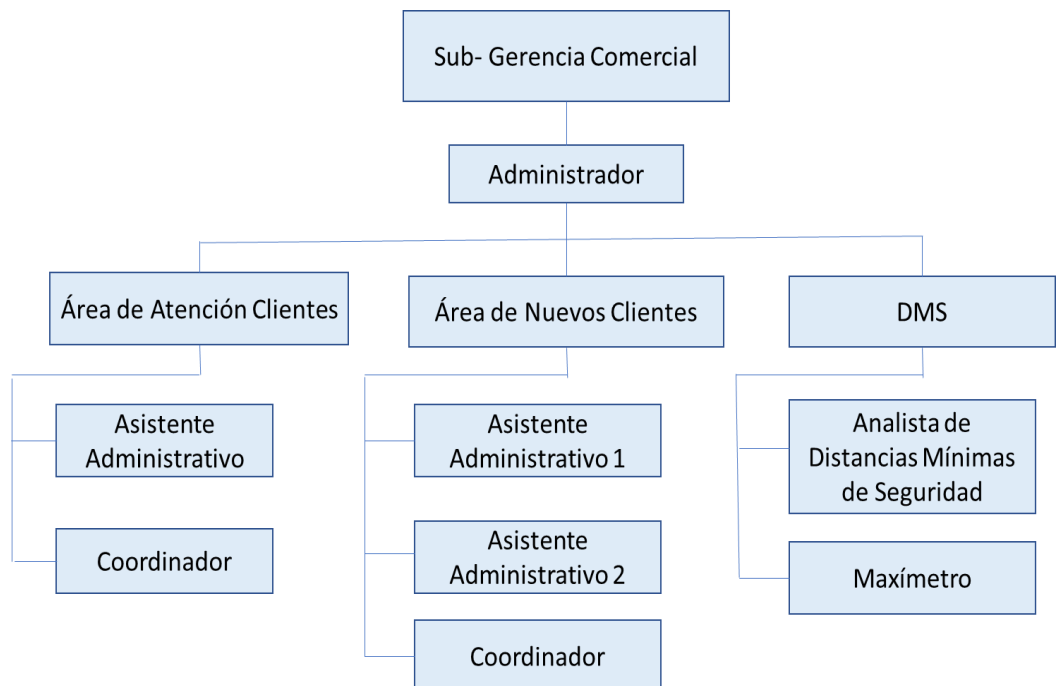 Sub- Gerencia Comercial
Administrador
Área de Atención Clientes
Área de Nuevos Clientes
DMS
Asistente
Administrativo
Coordinador
Asistente
Administrativo 1
Asistente
Administrativo 2
Coordinador
Analista de
Distancias Mínimas
de Seguridad
Maxímetro